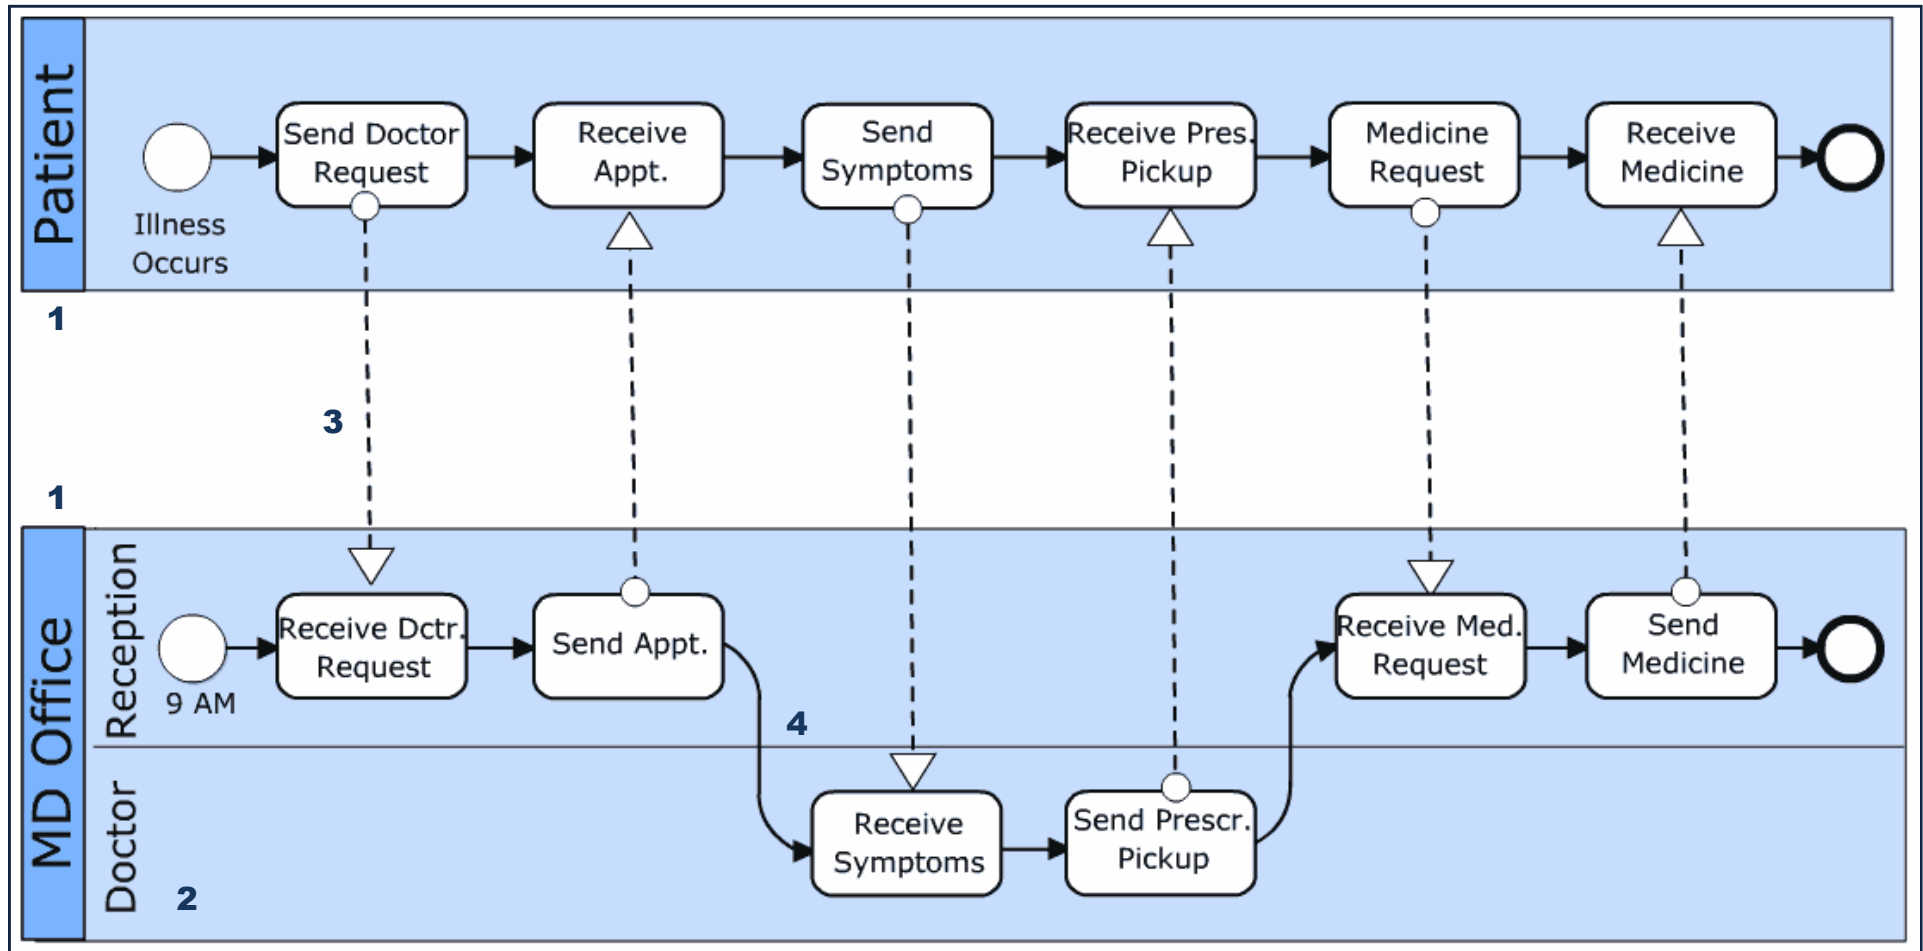 Patient
Illness
Occurs
Send Doctor
Request
Receive
Appt.
Send
Symptoms
Receive Pres.
Pickup
Medicine
Request
Receive
Medicine
1
3
1
MD Office
Reception
9 AM
Receive Dctr.
Request
Send Appt.
Receive Med.
Request
Send
Medicine
4
Doctor
2
Receive
Symptoms
Send Prescr.
Pickup